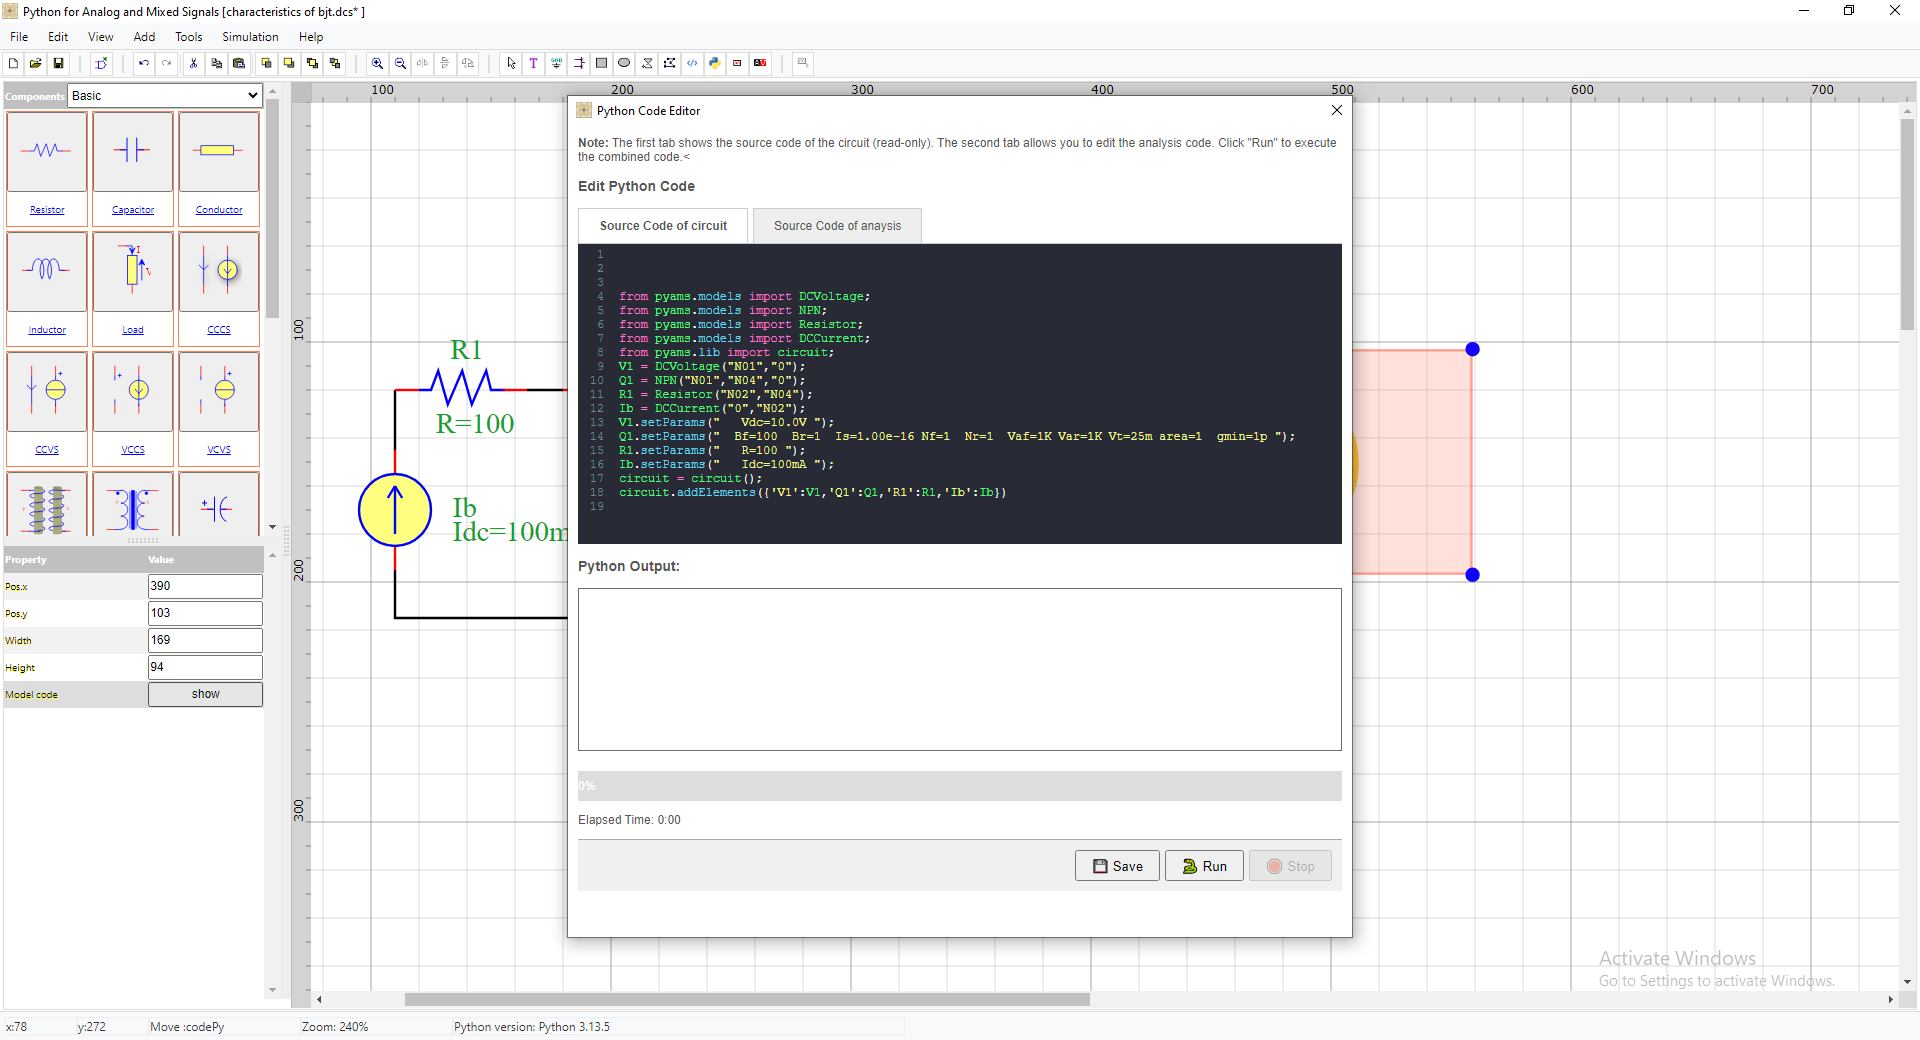 Python for Analog and Mixed Signals [characteristics of bjt.dcs* ]
File Edit View Add Tools Simulation Help
Components Basic
Resistor Capacitor Conductor
Inductor Load CCCS
CCVS VCCS VCVS
Property Value
Pos.x 390
Pos.y 103
Width 169
Height 94
Model code show
100 200 300 400 500 600 700
100
200
300
R1
R=100
Ib
Idc=100m
Python Code Editor
Note: The first tab shows the source code of the circuit (read-only). The second tab allows you to edit the analysis code. Click "Run" to execute
the combined code.<
Edit Python Code
Source Code of circuit Source Code of anaysis
1
2
3
4 from pyams.models import DCVoltage;
5 from pyams.models import NPN;
6 from pyams.models import Resistor;
7 from pyams.models import DCCurrent;
8 from pyams.lib import circuit;
9 V1 = DCVoltage("N01","0");
10 Q1 = NPN("N01","N04","0");
11 R1 = Resistor("N02","N04");
12 Ib = DCCurrent("0","N02");
13 V1.setParams("   Vdc=10.0V ");
14 Q1.setParams("  Bf=100  Br=1  Is=1.00e-16 Nf=1  Nr=1  Vaf=1K Var=1K Vt=25m area=1  gmin=1p ");
15 R1.setParams("   R=100 ");
16 Ib.setParams("   Idc=100mA ");
17 circuit = circuit();
18 circuit.addElements({'V1':V1,'Q1':Q1,'R1':R1,'Ib':Ib})
19
Python Output:
0%
Elapsed Time: 0:00
Save Run Stop
Activate Windows
Go to Settings to activate Windows.
x:78 y:272 Move :codePy Zoom: 240% Python version: Python 3.13.5